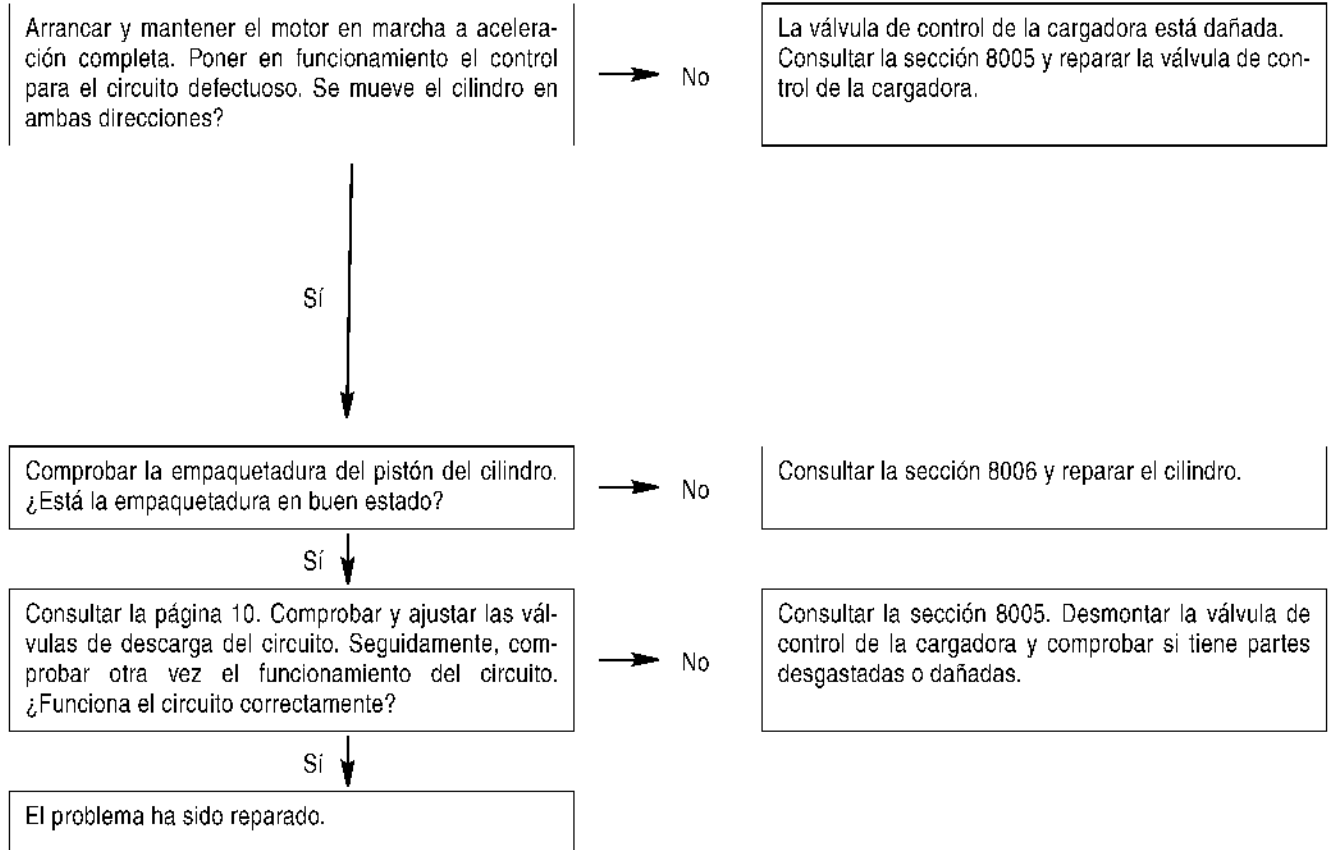 Arrancar y mantener el motor en marcha a acelera-
ción completa. Poner en funcionamiento el control
para el circuito defectuoso. Se mueve el cilindro en
ambas direcciones?
No
La válvula de control de la cargadora está dañada.
Consultar la sección 8005 y reparar la válvula de con-
trol de la cargadora.
Sí
Comprobar la empaquetadura del pistón del cilindro.
¿Está la empaquetadura en buen estado?
No
Consultar la sección 8006 y reparar el cilindro.
Sí
Consultar la página 10. Comprobar y ajustar las vál-
vulas de descarga del circuito. Seguidamente, com-
probar otra vez el funcionamiento del circuito.
¿Funciona el circuito correctamente?
No
Consultar la sección 8005. Desmontar la válvula de
control de la cargadora y comprobar si tiene partes
desgastadas o dañadas.
Sí
El problema ha sido reparado.